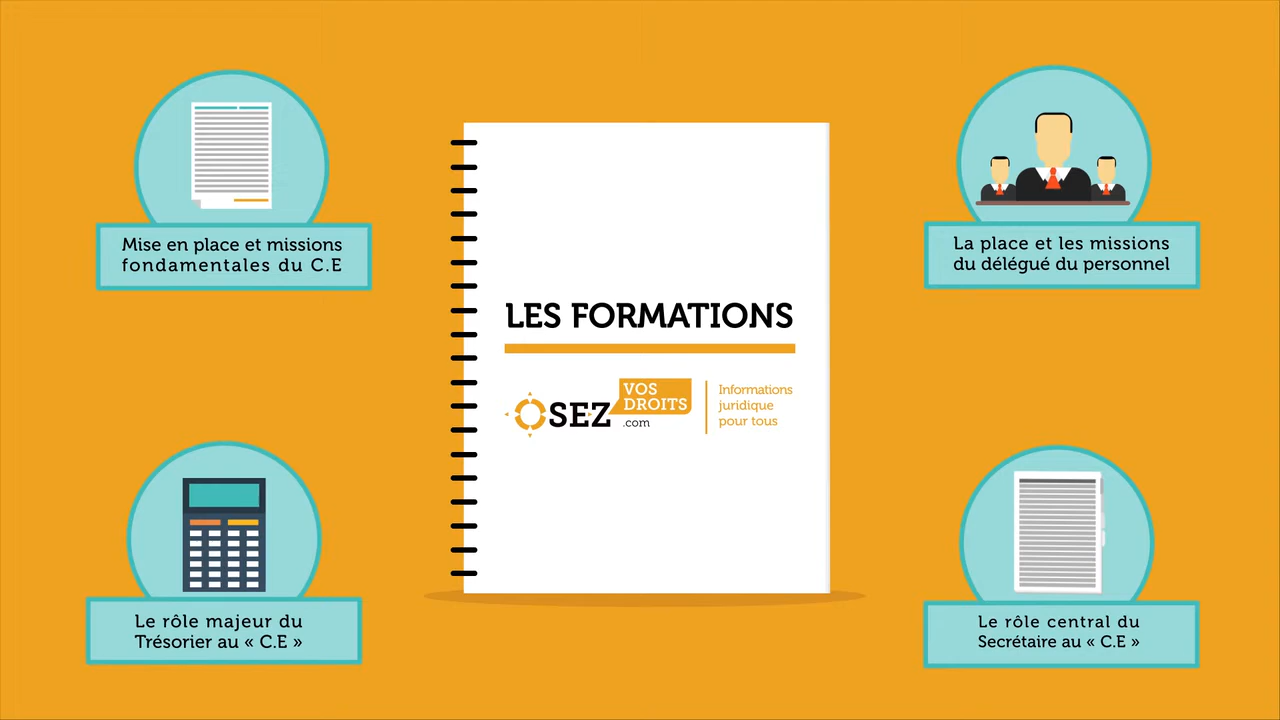 Mise en place et missions
fondamentales du C.E
La place et les missions
du délégué du personnel
LES FORMATIONS
OSEZ
VOS
DROITS
.com
Informations
juridique
pour tous
Le rôle majeur du
Trésorier au « C.E »
Le rôle central du
Secrétaire au « C.E »